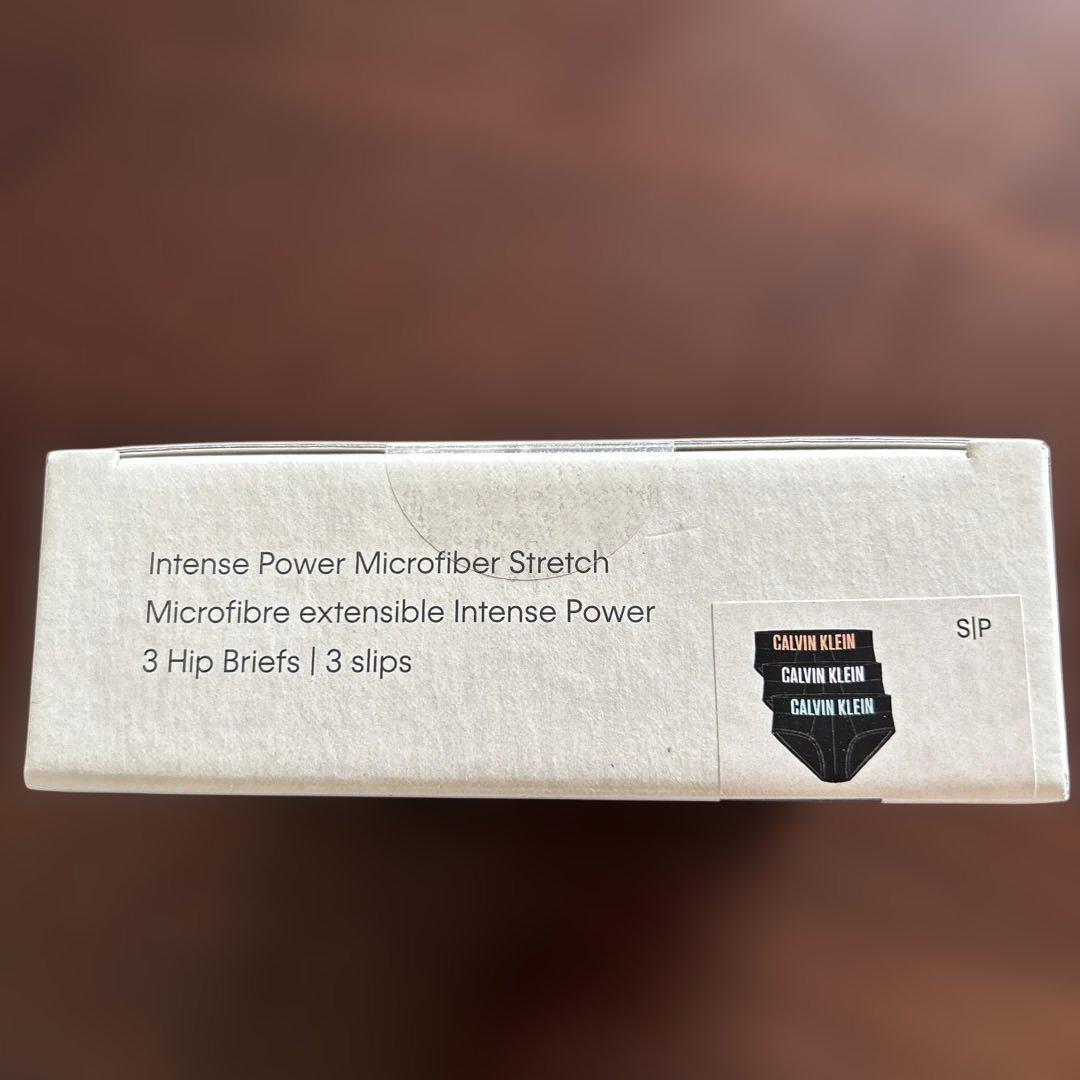 Intense Power Microfiber Stretch
Microfibre extensible Intense Power
3 Hip Briefs | 3 slips
S|P
CALVIN KLEIN
CALVIN KLEIN
CALVIN KLEIN